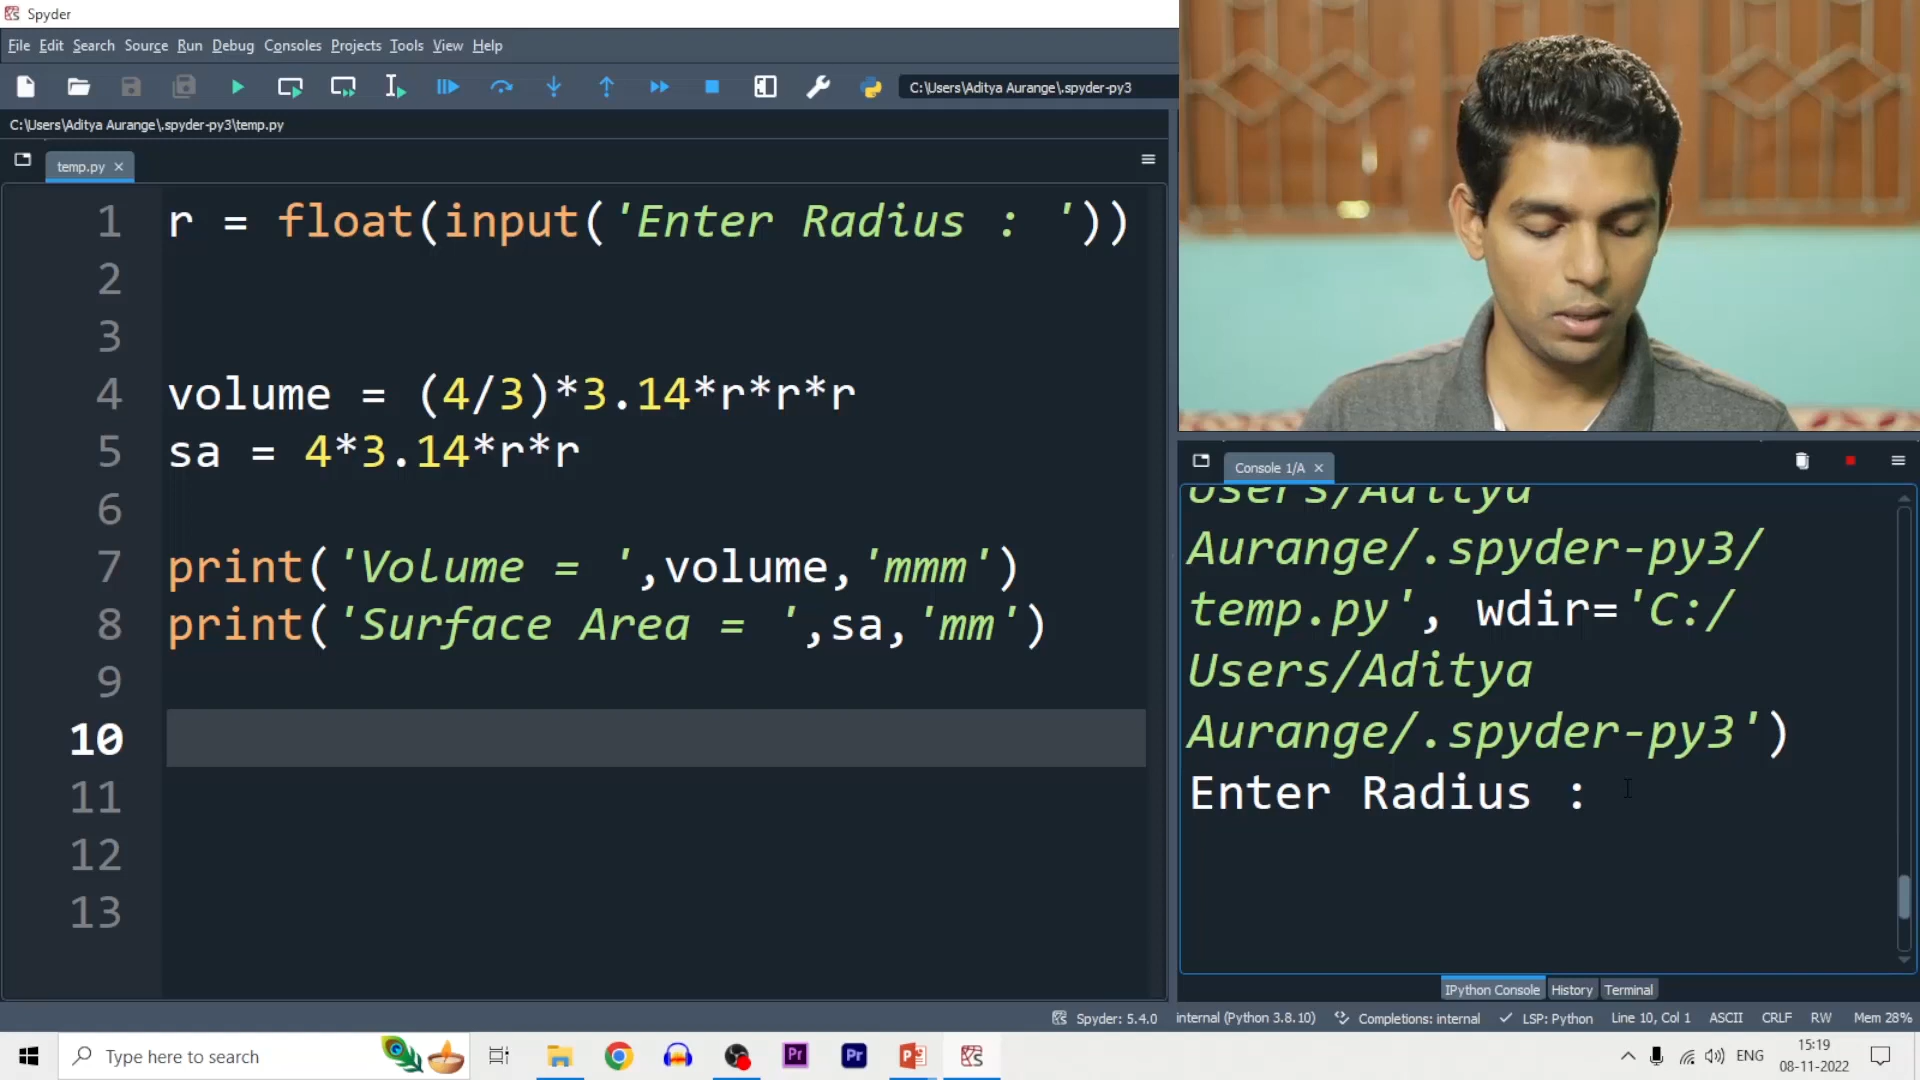 Spyder
File Edit Search Source Run Debug Consoles Projects Tools View Help
C:\Users\Aditya Aurange\.spyder-py3
C:\Users\Aditya Aurange\.spyder-py3\temp.py
temp.py
1 r = float(input('Enter Radius : '))
2
3
4 volume = (4/3)*3.14*r*r*r
5 sa = 4*3.14*r*r
6
7 print('Volume = ',volume,'mmm')
8 print('Surface Area = ',sa,'mm')
9
10
11
12
13
Console 1/A
Users/Aditya
Aurange/.spyder-py3/
temp.py', wdir='C:/
Users/Aditya
Aurange/.spyder-py3')
Enter Radius :
IPython Console History Terminal
Spyder: 5.4.0 internal (Python 3.8.10) Completions: internal LSP: Python Line 10, Col 1 ASCII CRLF RW Mem 28%
Type here to search
Pr Pr
ENG
15:19
08-11-2022